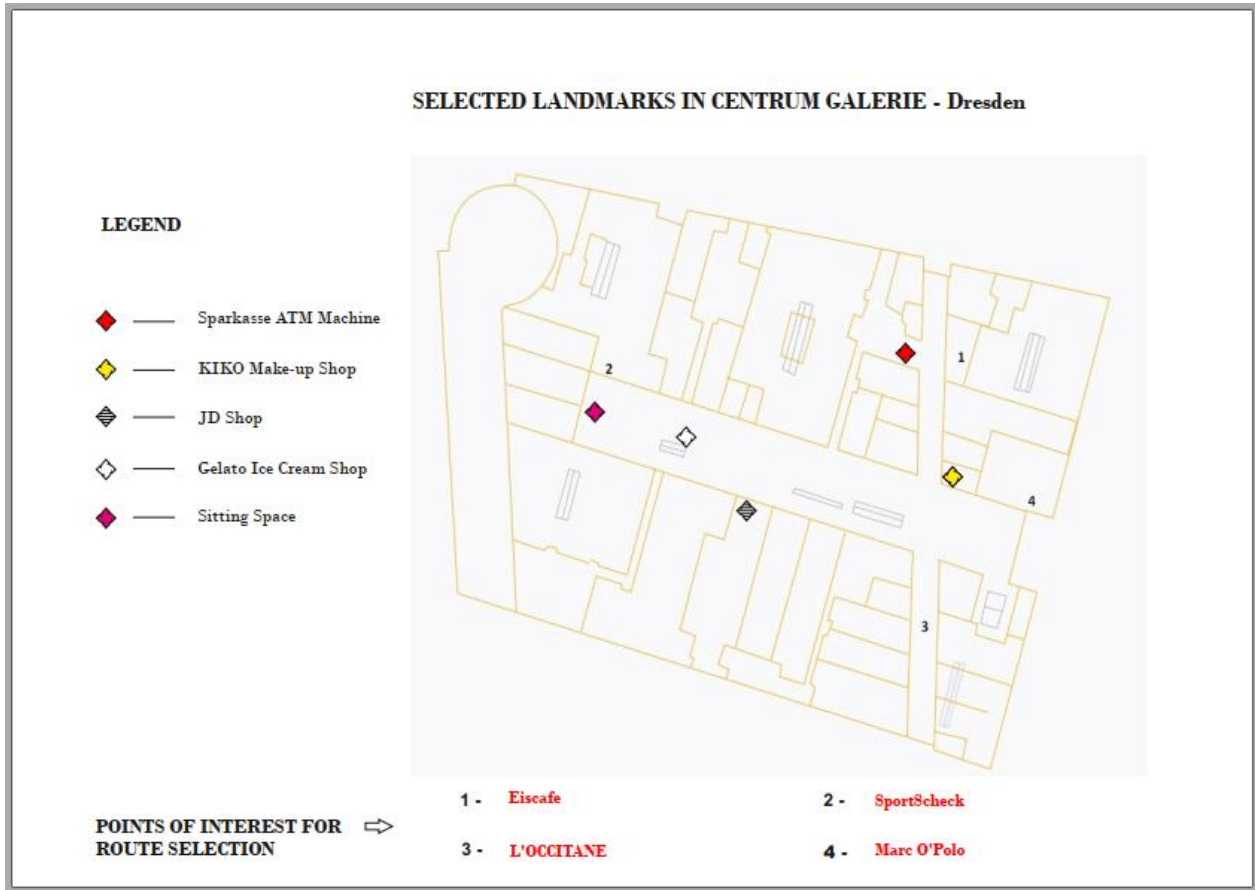 SELECTED LANDMARKS IN CENTRUM GALERIE - Dresden
LEGEND
Sparkasse ATM Machine
KIKO Make-up Shop
JD Shop
Gelato Ice Cream Shop
Sitting Space
1
2
4
3
1 - Eiscafe
2 - SportScheck
POINTS OF INTEREST FOR
ROUTE SELECTION
3 - L'OCCITANE
4 - Marc O'Polo